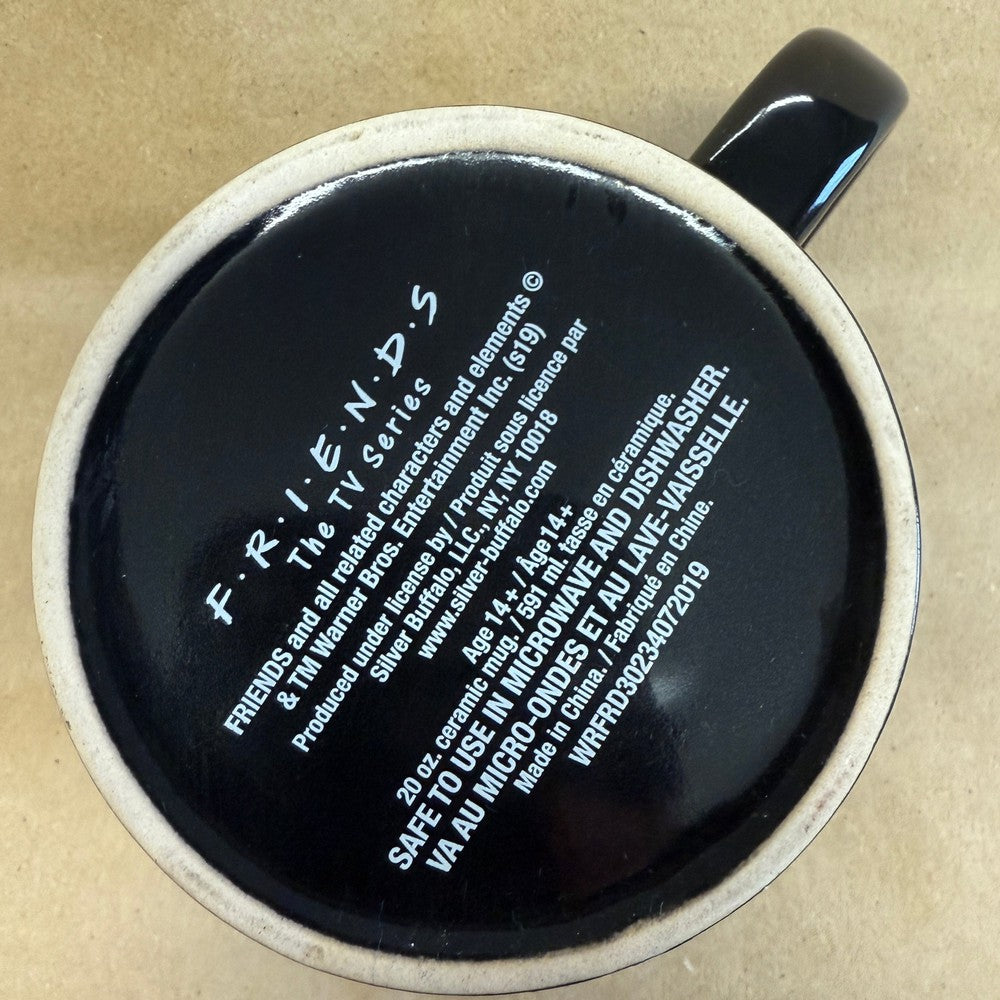 F·R·I·E·N·D·S
The TV Series
FRIENDS and all related characters and elements ©
& TM Warner Bros. Entertainment Inc. (s19)
Produced under license by / Produit sous licence par
Silver Buffalo, LLC., NY, NY 10018
www.silver-buffalo.com
Age 14+ / Âge 14+
20 oz. ceramic mug. / 591 ml. tasse en céramique.
SAFE TO USE IN MICROWAVE AND DISHWASHER.
VA AU MICRO-ONDES ET AU LAVE-VAISSELLE.
Made in China. / Fabriqué en Chine.
WRFRD30234072019